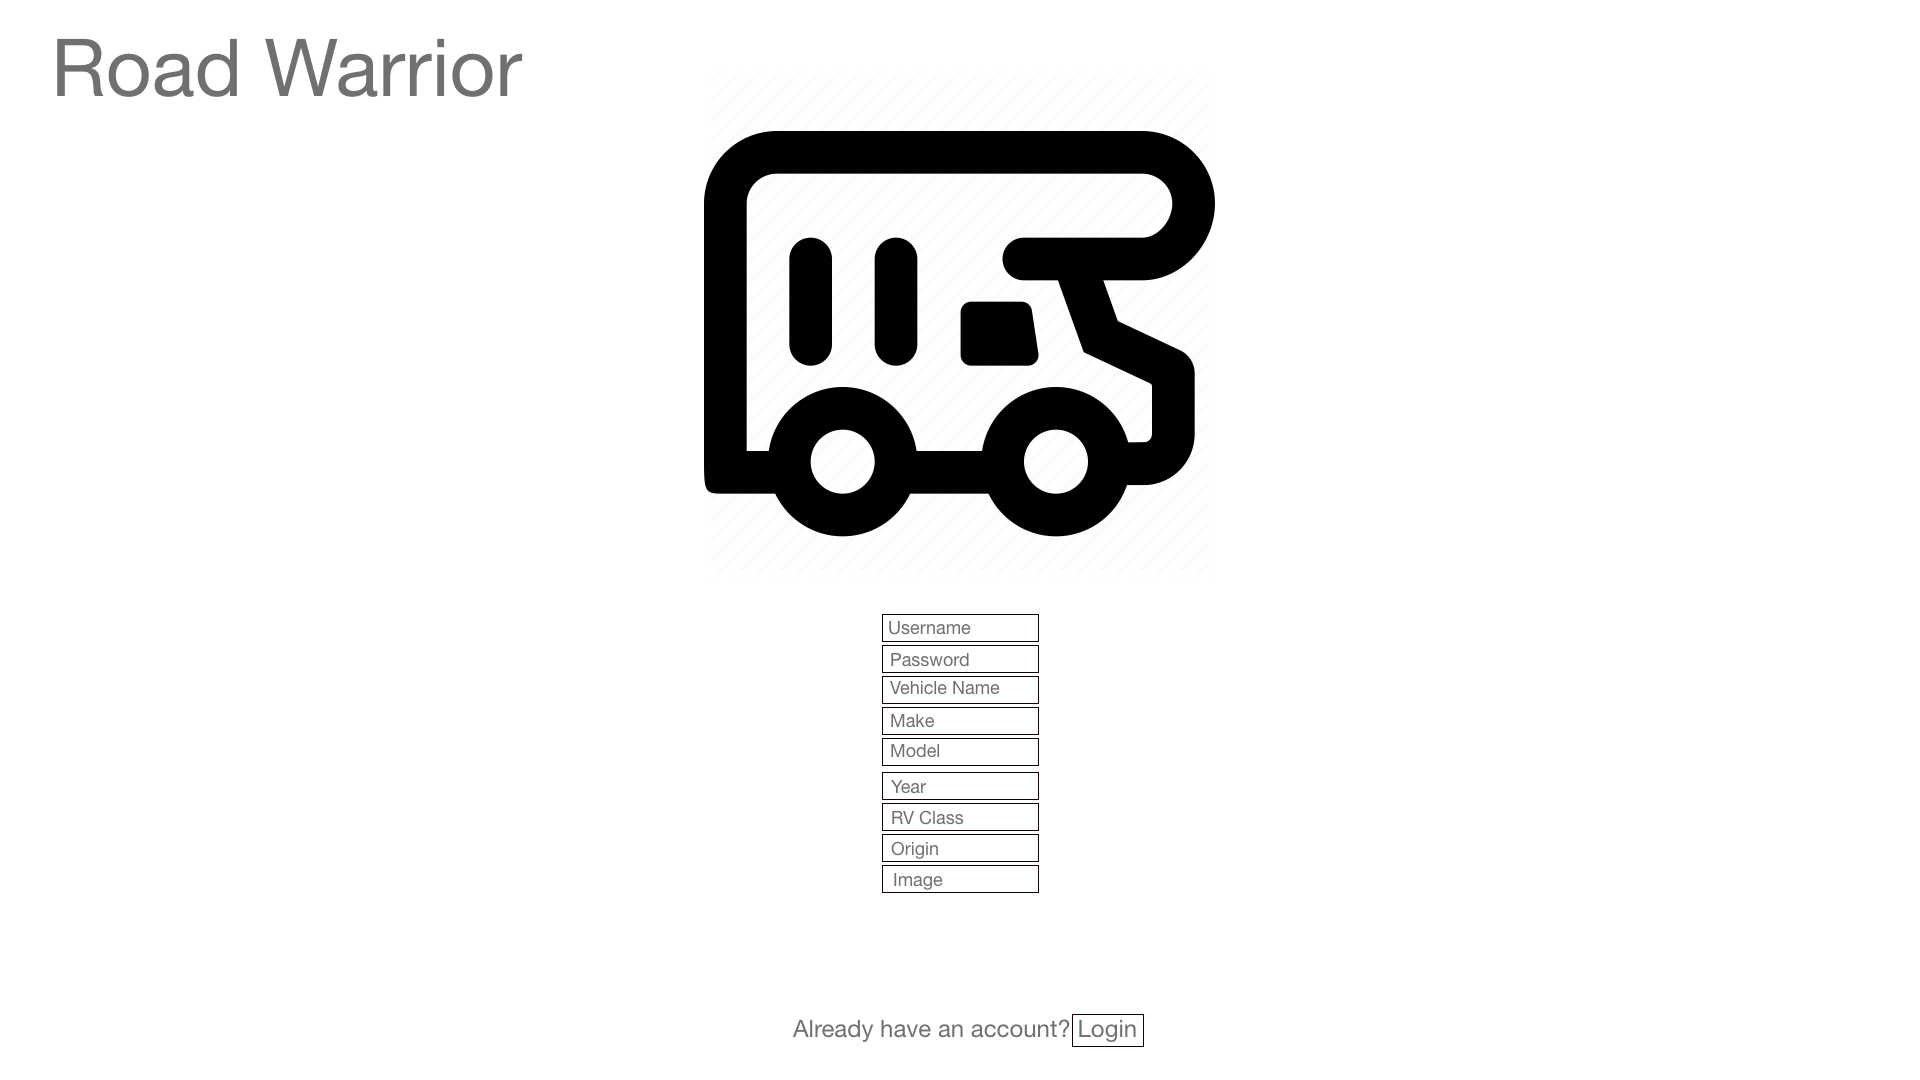 Road Warrior
Username
Password
Vehicle Name
Make
Model
Year
RV Class
Origin
Image
Already have an account? Login